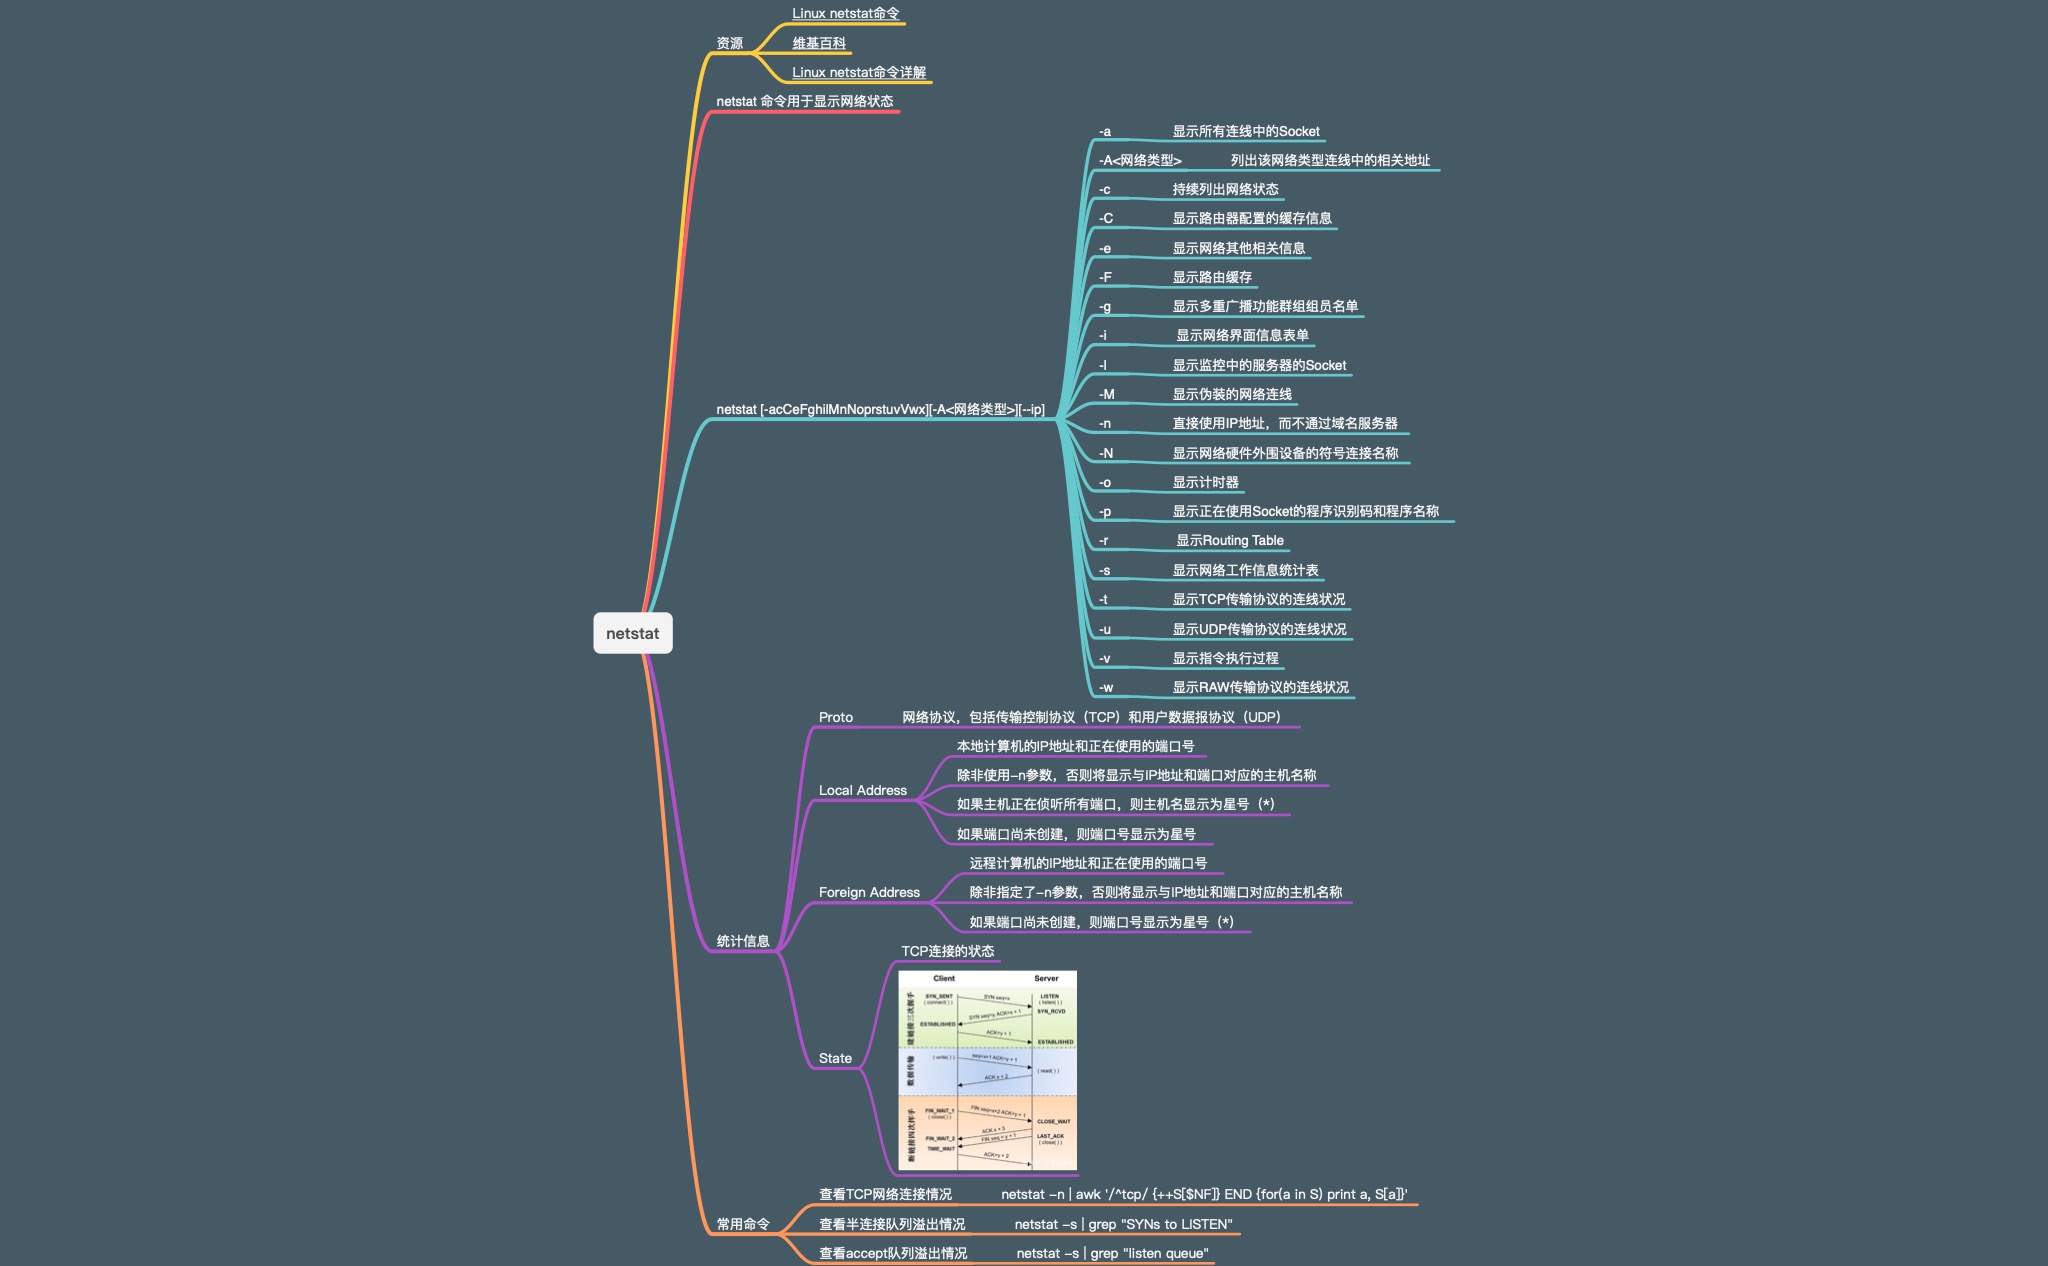 Linux netstat命令
资源
维基百科
Linux netstat命令详解
netstat 命令用于显示网络状态
-a 显示所有连线中的Socket
-A<网络类型> 列出该网络类型连线中的相关地址
-c 持续列出网络状态
-C 显示路由器配置的缓存信息
-e 显示网络其他相关信息
-F 显示路由缓存
-g 显示多重广播功能群组组员名单
-i 显示网络界面信息表单
-l 显示监控中的服务器的Socket
-M 显示伪装的网络连线
netstat [-acCeFghilMnNoprstuvVwx][-A<网络类型>][--ip]
-n 直接使用IP地址，而不通过域名服务器
-N 显示网络硬件外围设备的符号连接名称
-o 显示计时器
-p 显示正在使用Socket的程序识别码和程序名称
-r 显示Routing Table
-s 显示网络工作信息统计表
-t 显示TCP传输协议的连线状况
-u 显示UDP传输协议的连线状况
netstat
-v 显示指令执行过程
-w 显示RAW传输协议的连线状况
Proto 网络协议，包括传输控制协议（TCP）和用户数据报协议（UDP）
本地计算机的IP地址和正在使用的端口号
除非使用-n参数，否则将显示与IP地址和端口对应的主机名称
Local Address
如果主机正在侦听所有端口，则主机名显示为星号（*）
如果端口尚未创建，则端口号显示为星号
远程计算机的IP地址和正在使用的端口号
Foreign Address
除非指定了-n参数，否则将显示与IP地址和端口对应的主机名称
如果端口尚未创建，则端口号显示为星号（*）
统计信息
TCP连接的状态
State
Client Server
建链接三次握手
SYN_SENT
( connect( ) )
SYN seq=x
LISTEN
( listen( ) )
SYN_RCVD
SYN seq=y, ACK=x + 1
ESTABLISHED
ACK=y + 1
ESTABLISHED
数据传输
( write( ) )
seq=x+1 ACK=y + 1
( read( ) )
ACK x + 2
断链接四次挥手
FIN_WAIT_1
( close( ) )
FIN seq=x+2 ACK=y + 1
CLOSE_WAIT
ACK x + 3
FIN_WAIT_2
FIN seq = y + 1
LAST_ACK
( close( ) )
TIME_WAIT
ACK=y + 2
查看TCP网络连接情况 netstat -n | awk '/^tcp/ {++S[$NF]} END {for(a in S) print a, S[a]}'
常用命令
查看半连接队列溢出情况 netstat -s | grep "SYNs to LISTEN"
查看accept队列溢出情况 netstat -s | grep "listen queue"